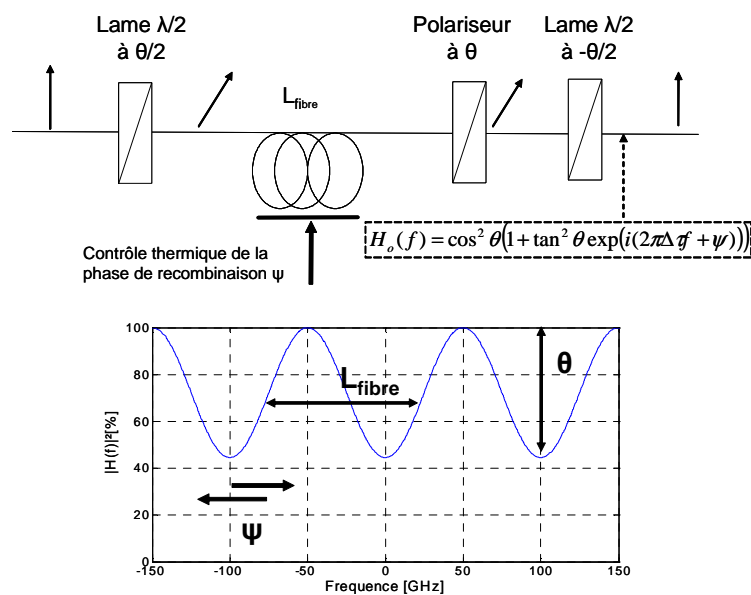 Lame λ/2
à θ/2
Polariseur
à θ
Lame λ/2
à -θ/2
L_fibre
H_o(f) = cos² θ(1 + tan² θ exp(i(2πΔτf + ψ)))
Contrôle thermique de la
phase de recombinaison ψ
100
80
60
40
20
0
|H(f)|²[%]
L_fibre
θ
Ψ
-150 -100 -50 0 50 100 150
Frequence [GHz]